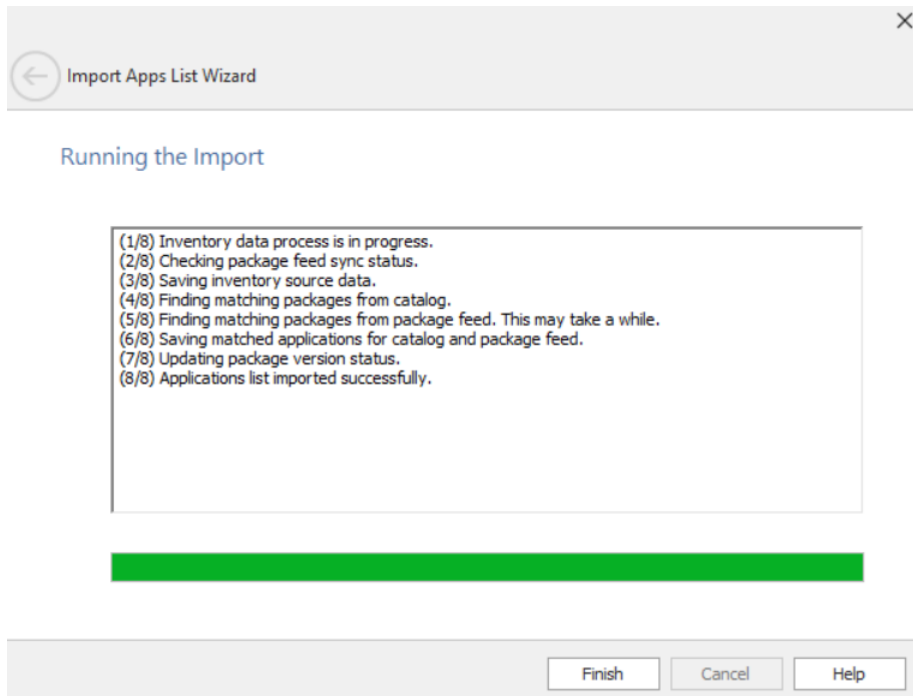 Import Apps List Wizard
Running the Import
(1/8) Inventory data process is in progress.
(2/8) Checking package feed sync status.
(3/8) Saving inventory source data.
(4/8) Finding matching packages from catalog.
(5/8) Finding matching packages from package feed. This may take a while.
(6/8) Saving matched applications for catalog and package feed.
(7/8) Updating package version status.
(8/8) Applications list imported successfully.
Finish Cancel Help